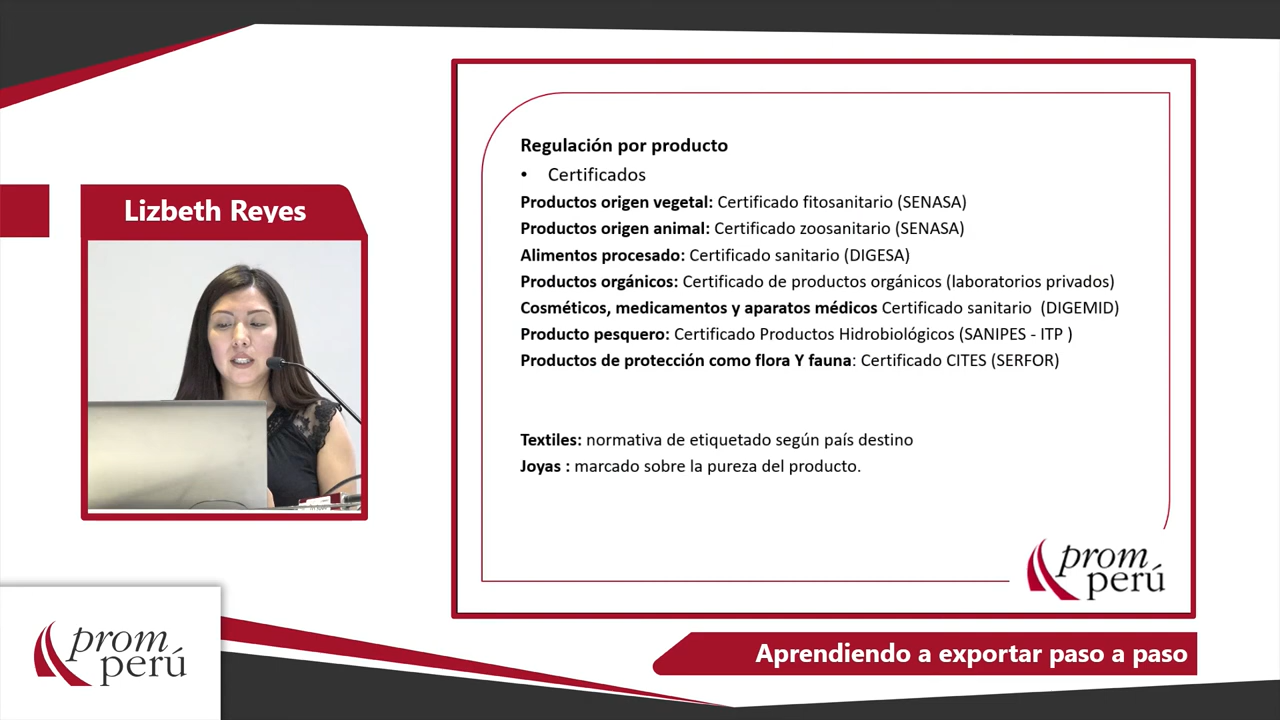 Lizbeth Reyes
Regulación por producto
• Certificados
Productos origen vegetal: Certificado fitosanitario (SENASA)
Productos origen animal: Certificado zoosanitario (SENASA)
Alimentos procesado: Certificado sanitario (DIGESA)
Productos orgánicos: Certificado de productos orgánicos (laboratorios privados)
Cosméticos, medicamentos y aparatos médicos Certificado sanitario (DIGEMID)
Producto pesquero: Certificado Productos Hidrobiológicos (SANIPES - ITP )
Productos de protección como flora Y fauna: Certificado CITES (SERFOR)
Textiles: normativa de etiquetado según país destino
Joyas : marcado sobre la pureza del producto.
prom
perú
prom
perú
Aprendiendo a exportar paso a paso